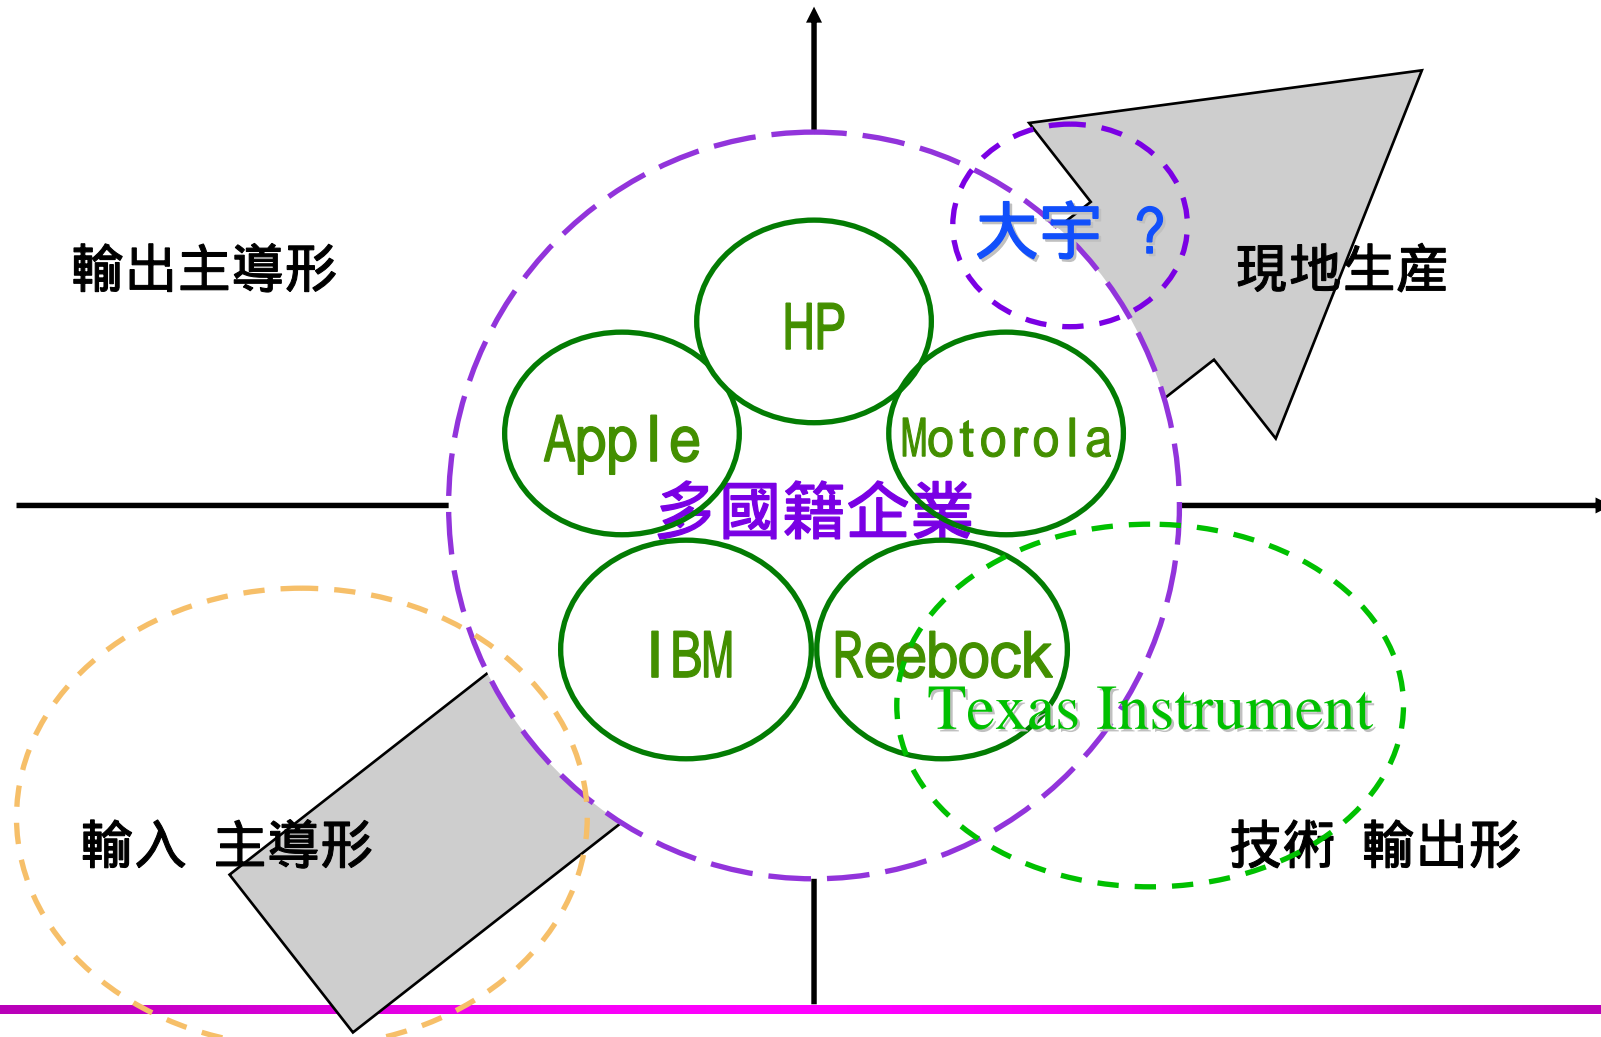 大宇 ?
輸出主導形
現地生産
HP
Apple
Motorola
多國籍企業
IBM
Reebock
Texas Instrument
輸入 主導形
技術 輸出形